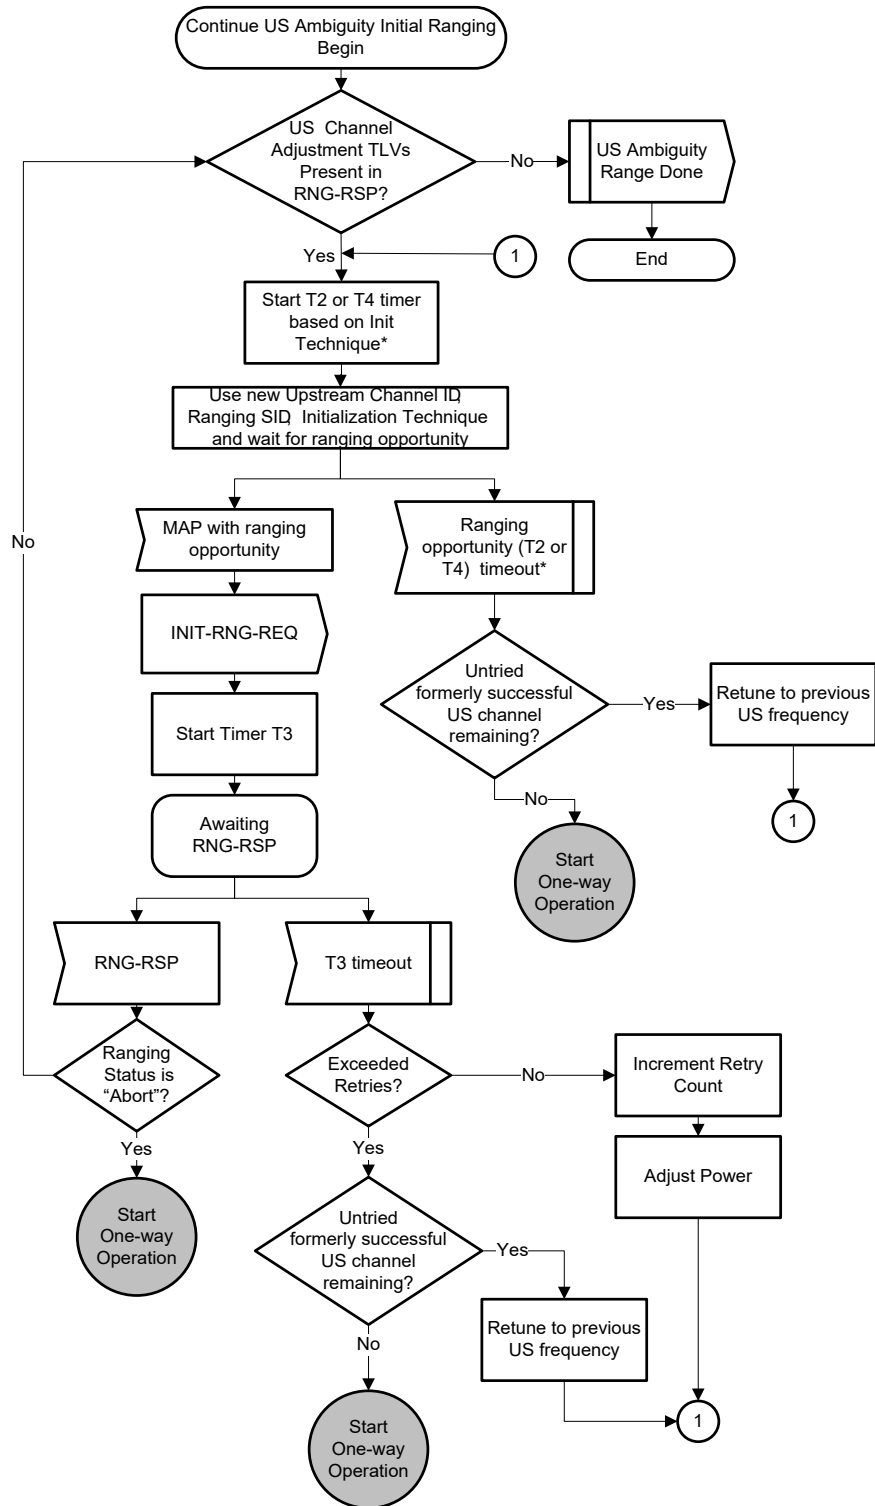 Continue US Ambiguity Initial Ranging
Begin
US Channel
Adjustment TLVs
Present in
RNG-RSP?
No
US Ambiguity
Range Done
End
Yes
1
Start T2 or T4 timer
based on Init
Technique*
Use new Upstream Channel ID,
Ranging SID, Initialization Technique
and wait for ranging opportunity
No
MAP with ranging
opportunity
Ranging
opportunity (T2 or
T4) timeout*
INIT-RNG-REQ
Untried
formerly successful
US channel
remaining?
Yes
Retune to previous
US frequency
Start Timer T3
No
1
Awaiting
RNG-RSP
Start
One-way
Operation
RNG-RSP
T3 timeout
Ranging
Status is
“Abort”?
Exceeded
Retries?
No
Increment Retry
Count
Yes
Yes
Adjust Power
Start
One-way
Operation
Untried
formerly successful
US channel
remaining?
Yes
Retune to previous
US frequency
No
1
Start
One-way
Operation